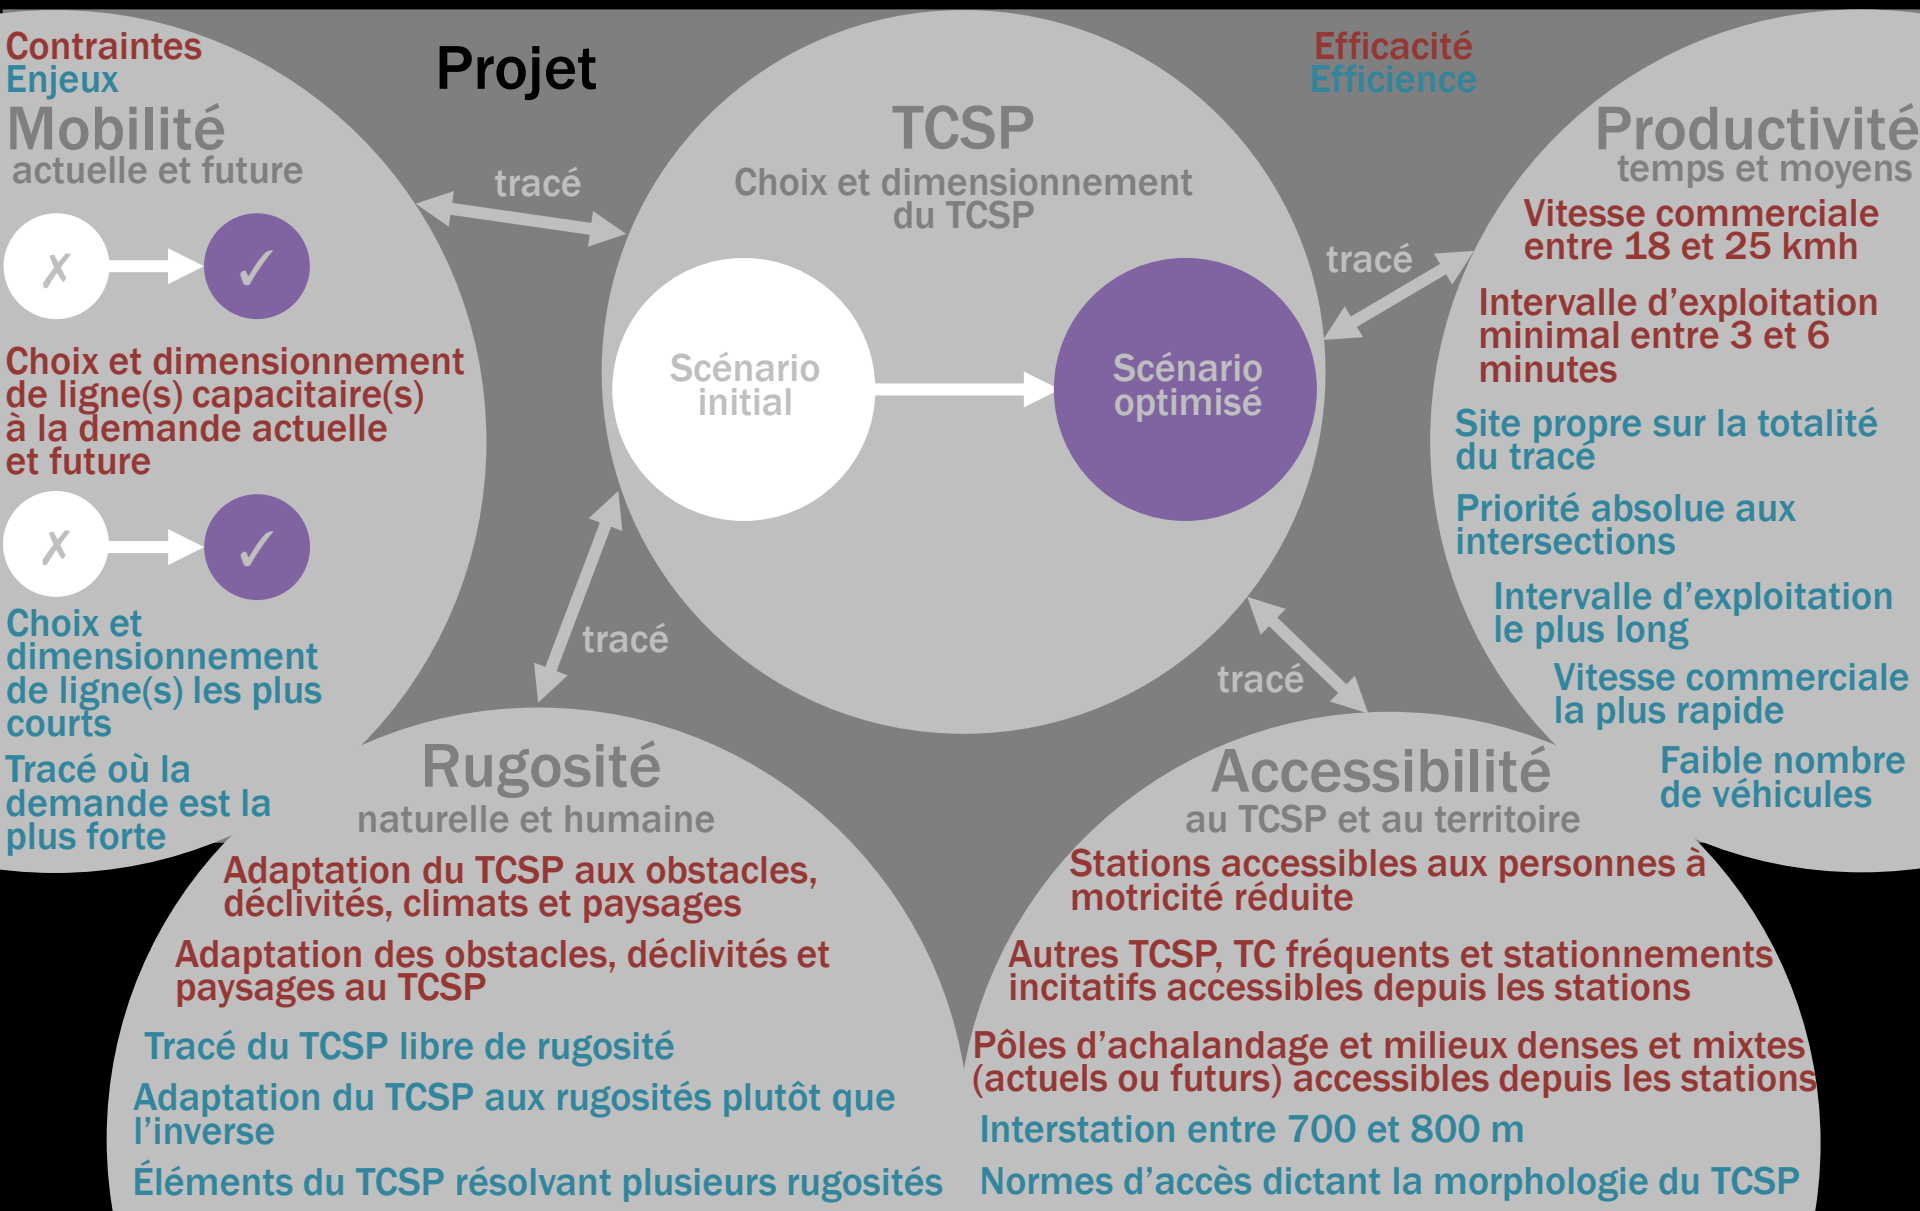 Contraintes
Enjeux
Mobilité
actuelle et future
✗
✓
Choix et dimensionnement
de ligne(s) capacitaire(s)
à la demande actuelle
et future
✗
✓
Choix et
dimensionnement
de ligne(s) les plus
courts
Tracé où la
demande est la
plus forte
Projet
tracé
TCSP
Choix et dimensionnement
du TCSP
Scénario
initial
Scénario
optimisé
tracé
tracé
tracé
Efficacité
Efficience
Productivité
temps et moyens
Vitesse commerciale
entre 18 et 25 kmh
Intervalle d’exploitation
minimal entre 3 et 6
minutes
Site propre sur la totalité
du tracé
Priorité absolue aux
intersections
Intervalle d’exploitation
le plus long
Vitesse commerciale
la plus rapide
Faible nombre
de véhicules
Rugosité
naturelle et humaine
Adaptation du TCSP aux obstacles,
déclivités, climats et paysages
Adaptation des obstacles, déclivités et
paysages au TCSP
Tracé du TCSP libre de rugosité
Adaptation du TCSP aux rugosités plutôt que
l’inverse
Éléments du TCSP résolvant plusieurs rugosités
Accessibilité
au TCSP et au territoire
Stations accessibles aux personnes à
motricité réduite
Autres TCSP, TC fréquents et stationnements
incitatifs accessibles depuis les stations
Pôles d’achalandage et milieux denses et mixtes
(actuels ou futurs) accessibles depuis les stations
Interstation entre 700 et 800 m
Normes d’accès dictant la morphologie du TCSP